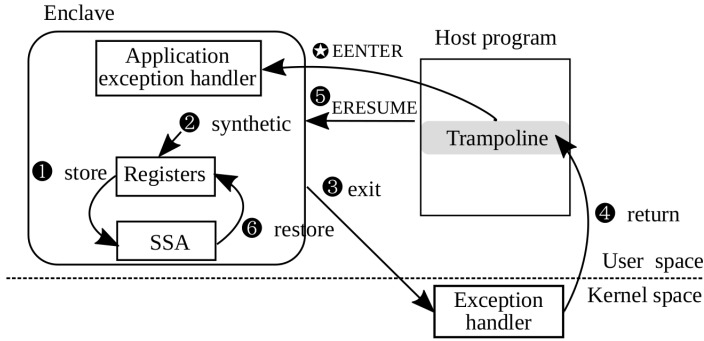 Enclave
Application
exception handler
✪ EENTER
Host program
❺ ERESUME
Trampoline
❷ synthetic
❶ store
Registers
❸ exit
❹ return
SSA
❻ restore
User space
Kernel space
Exception
handler